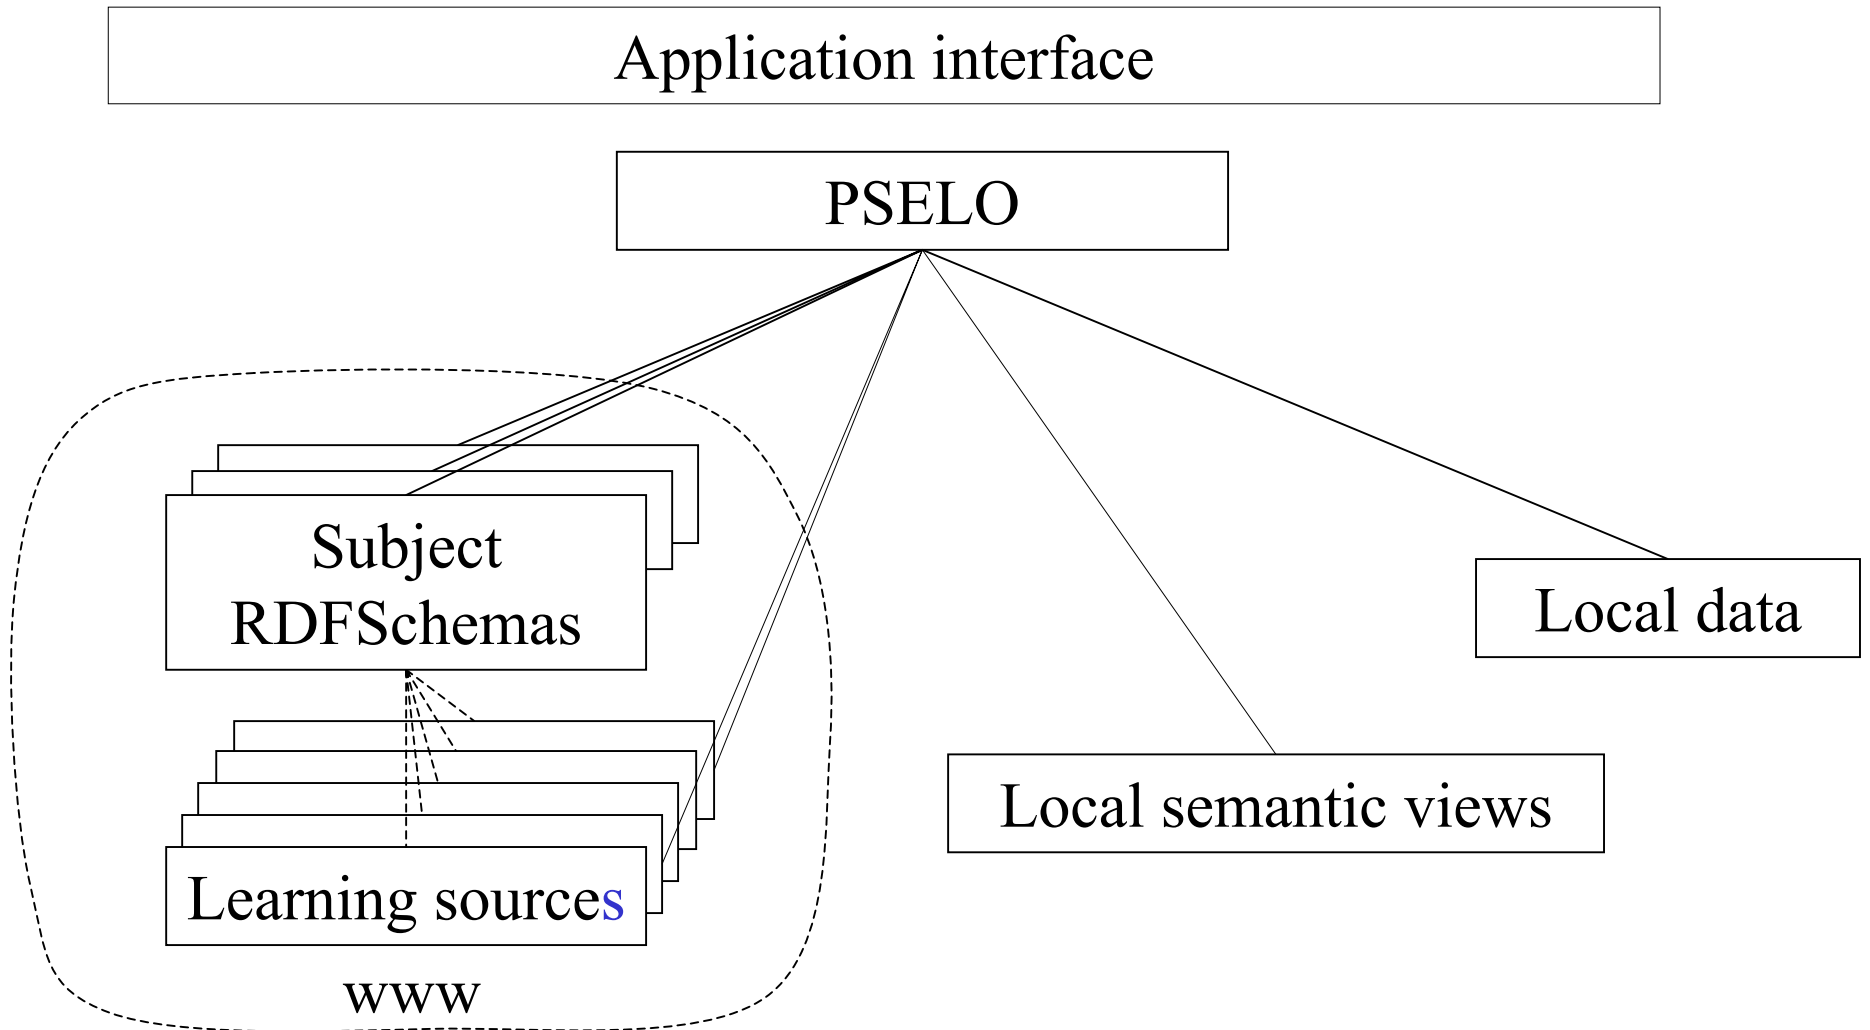 Application interface
PSELO
Subject
RDFSchemas
Local data
Local semantic views
Learning sources
www